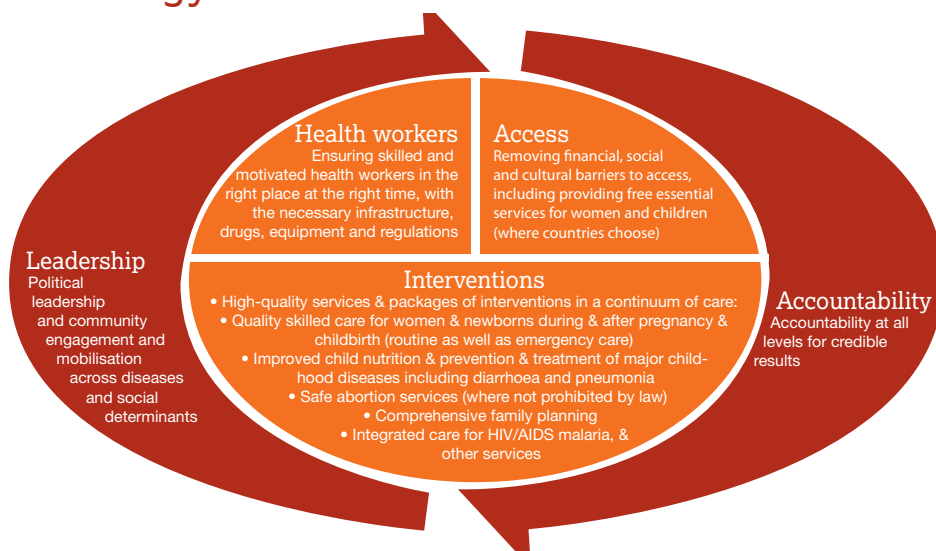 Health workers
Ensuring skilled and
motivated health workers in the
right place at the right time, with
the necessary infrastructure,
drugs, equipment and regulations
Access
Removing financial, social
and cultural barriers to access,
including providing free essential
services for women and children
(where countries choose)
Leadership
Political
leadership
and community
engagement and
mobilisation
across diseases
and social
determinants
Interventions
• High-quality services & packages of interventions in a continuum of care:
• Quality skilled care for women & newborns during & after pregnancy &
childbirth (routine as well as emergency care)
• Improved child nutrition & prevention & treatment of major child-
hood diseases including diarrhoea and pneumonia
• Safe abortion services (where not prohibited by law)
• Comprehensive family planning
• Integrated care for HIV/AIDS malaria, &
other services
Accountability
Accountability at all
levels for credible
results